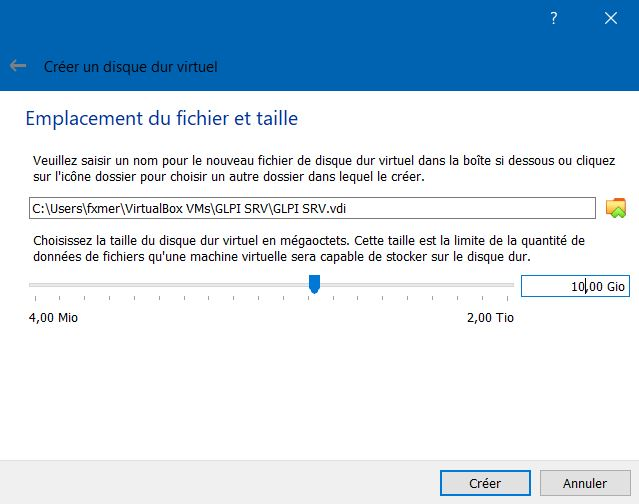 ?
Créer un disque dur virtuel
Emplacement du fichier et taille
Veuillez saisir un nom pour le nouveau fichier de disque dur virtuel dans la boîte si dessous ou cliquez
sur l'icône dossier pour choisir un autre dossier dans lequel le créer.
C:\Users\fxmer\VirtualBox VMs\GLPI SRV\GLPI SRV.vdi
Choisissez la taille du disque dur virtuel en mégaoctets. Cette taille est la limite de la quantité de
données de fichiers qu'une machine virtuelle sera capable de stocker sur le disque dur.
10,00 Gio
4,00 Mio 2,00 Tio
Créer Annuler